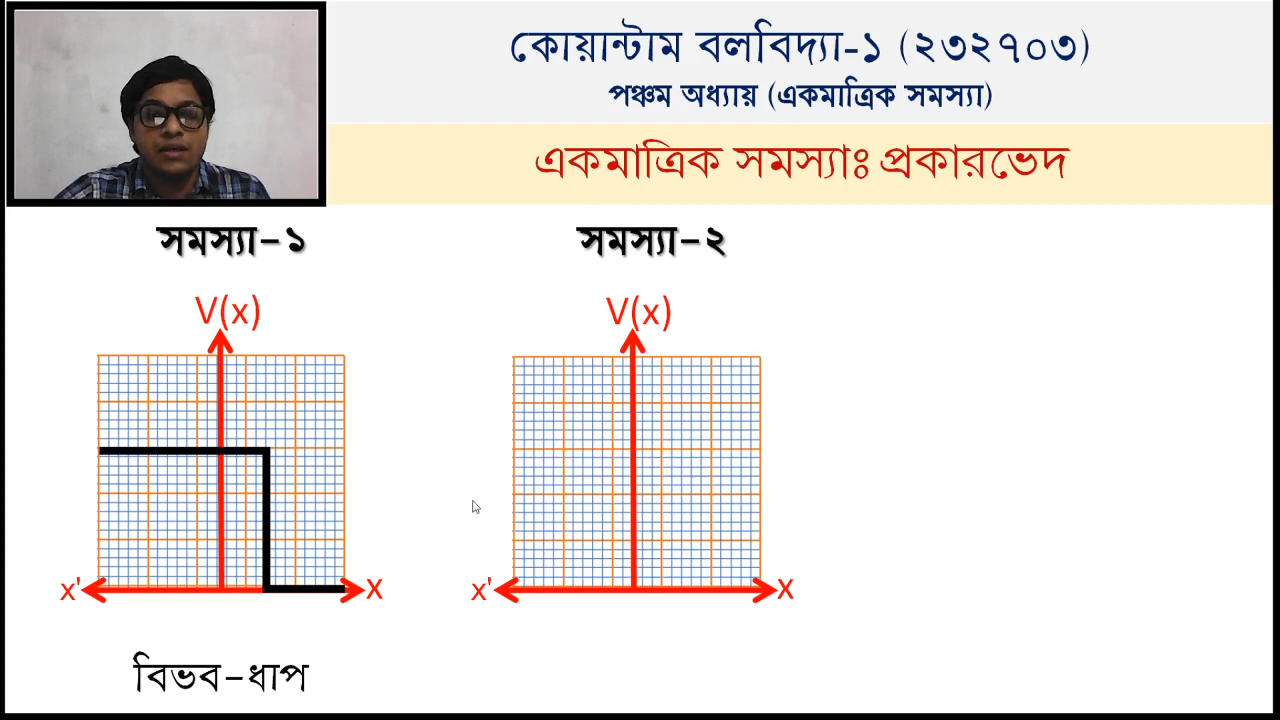 কোয়ান্টাম বলবিদ্যা-১ (২৩২৭০৩)
পঞ্চম অধ্যায় (একমাত্রিক সমস্যা)
একমাত্রিক সমস্যাঃ প্রকারভেদ
সমস্যা-১
সমস্যা-২
V(x)
V(x)
x'
x
x'
x
বিভব-ধাপ